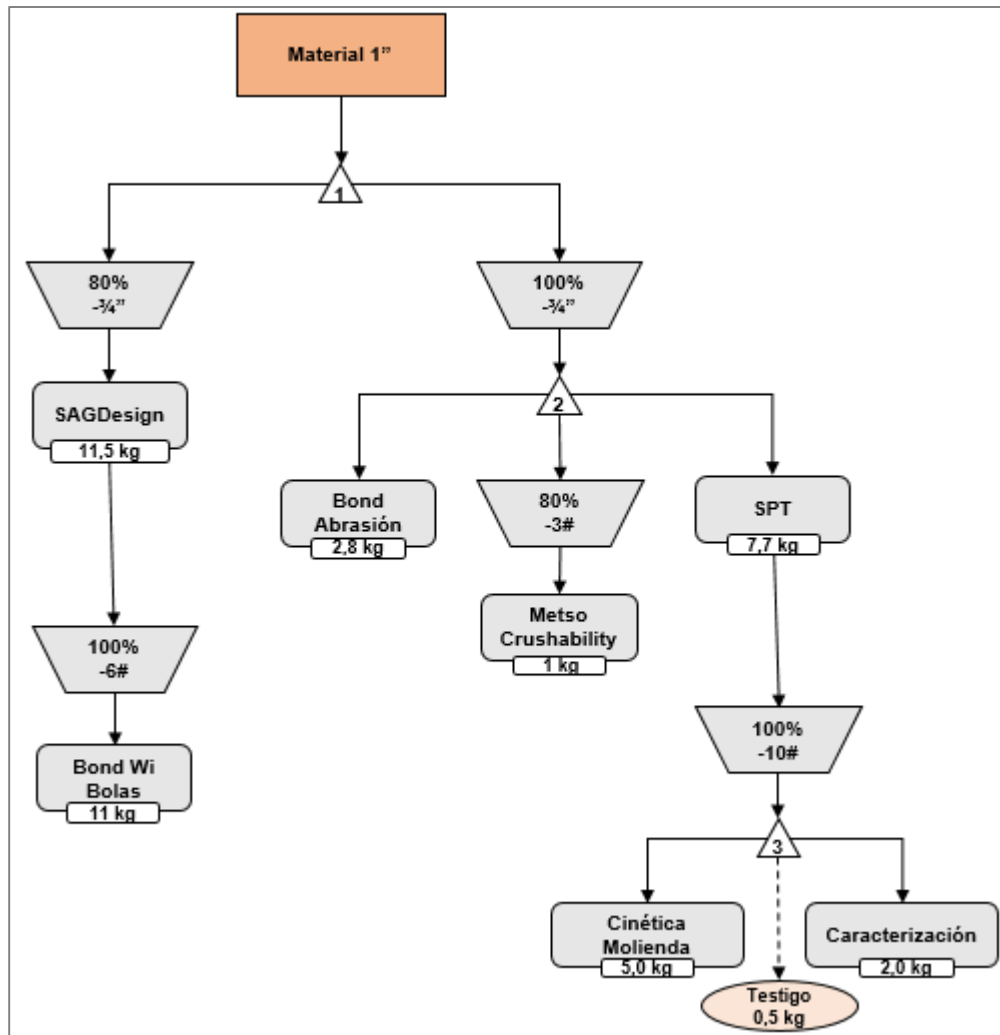 Material 1”
1
80%
-¾”
100%
-¾”
SAGDesign
11,5 kg
2
Bond
Abrasión
2,8 kg
80%
-3#
SPT
7,7 kg
Metso
Crushability
1 kg
100%
-6#
Bond Wi
Bolas
11 kg
100%
-10#
3
Cinética
Molienda
5,0 kg
Caracterización
2,0 kg
Testigo
0,5 kg